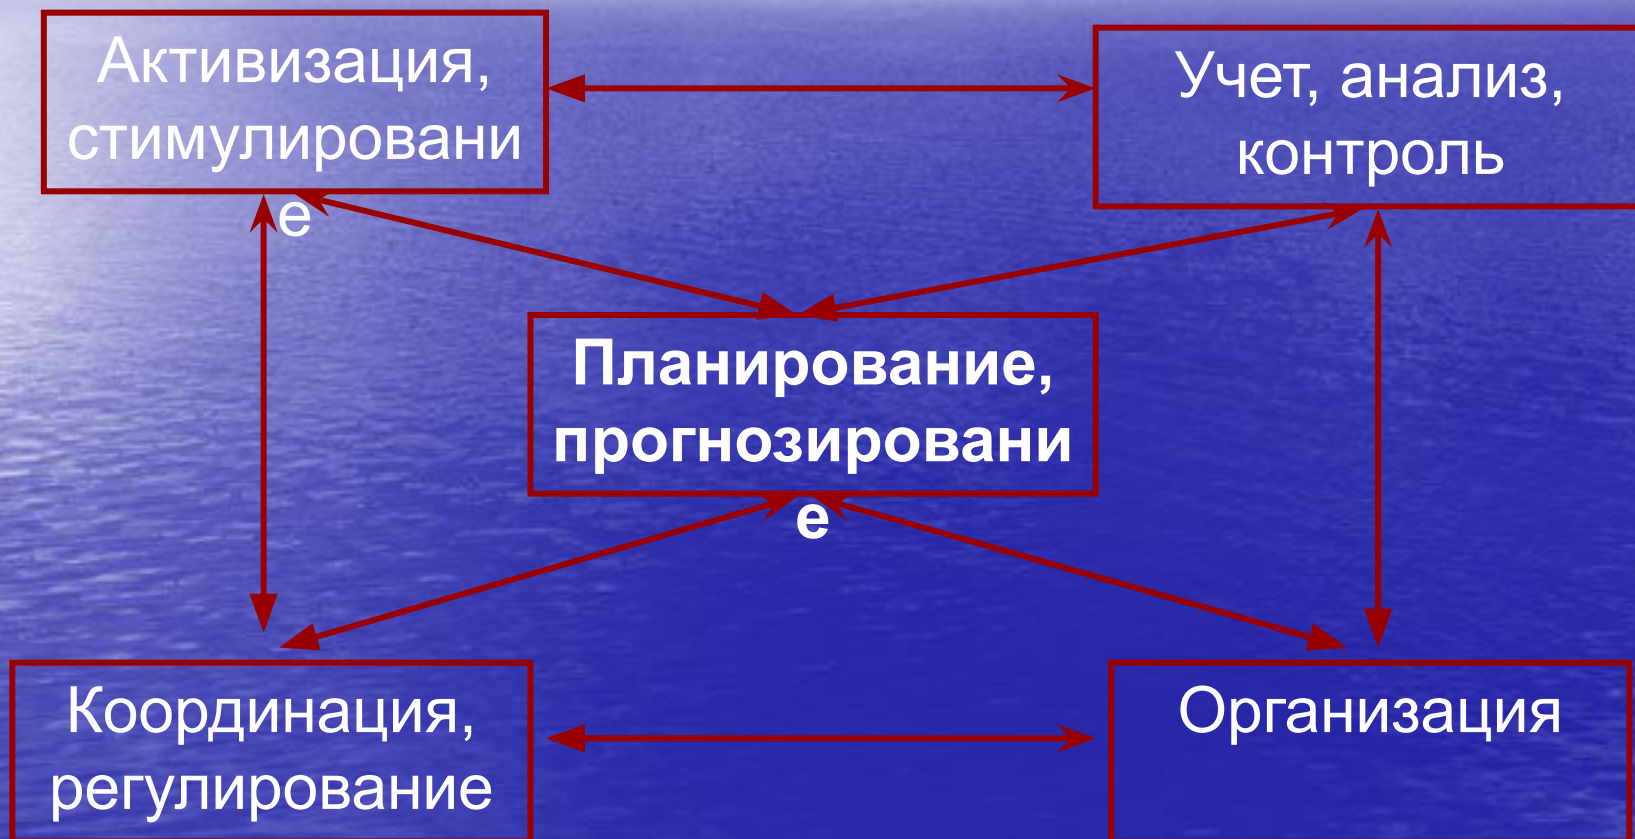 Активизация,
стимулировани
е
Учет, анализ,
контроль
Планирование,
прогнозировани
е
Координация,
регулирование
Организация